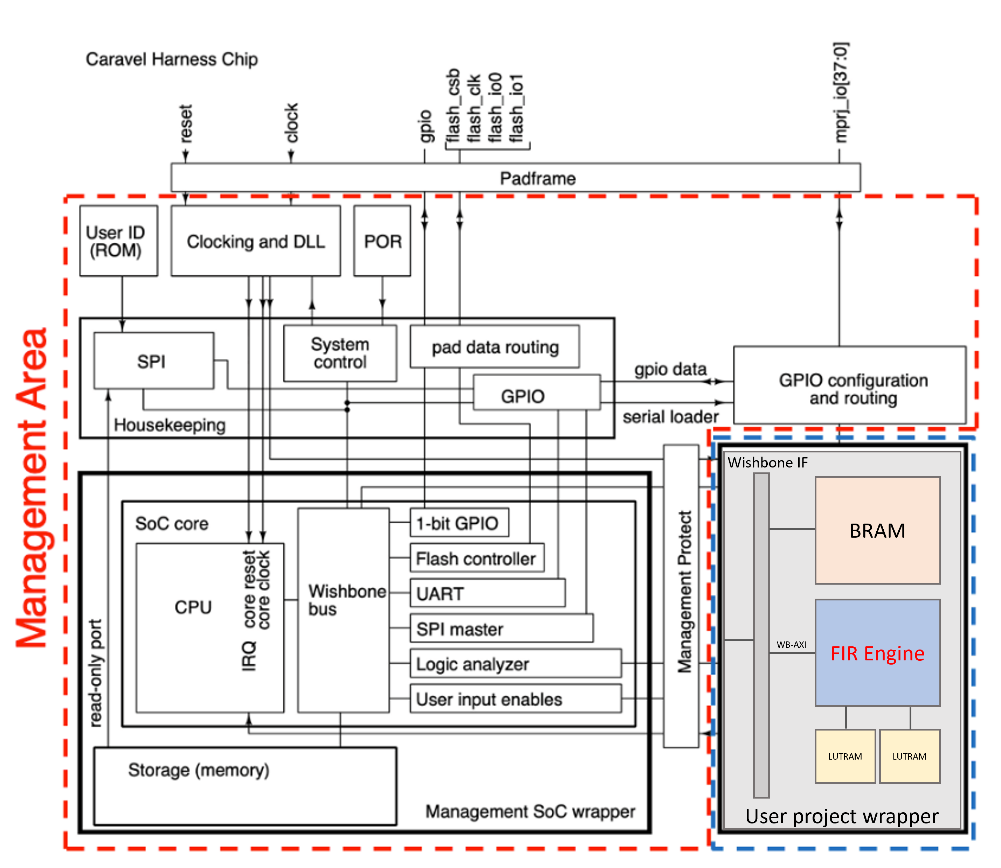 Caravel Harness Chip
reset
clock
gpio
flash_csb
flash_clk
flash_io0
flash_io1
mprj_io[37:0]
Padframe
Management Area
User ID
(ROM)
Clocking and DLL
POR
SPI
System
control
pad data routing
GPIO
Housekeeping
gpio data
serial loader
GPIO configuration
and routing
read-only port
SoC core
CPU
IRQ
core reset
core clock
Wishbone
bus
1-bit GPIO
Flash controller
UART
SPI master
Logic analyzer
User input enables
Storage (memory)
Management SoC wrapper
Management Protect
Wishbone IF
BRAM
WB-AXI
FIR Engine
LUTRAM
LUTRAM
User project wrapper